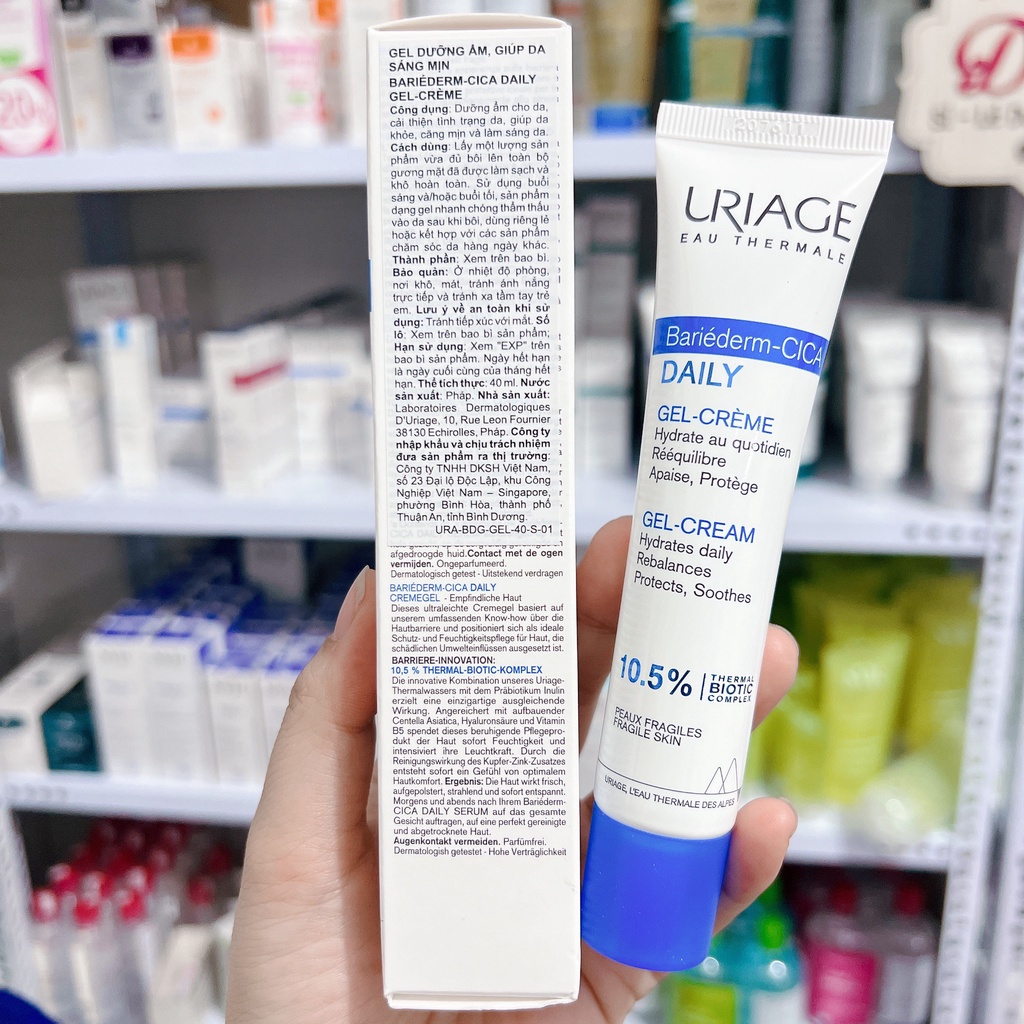 GEL DƯỠNG ẨM, GIÚP DA
SÁNG MỊN
BARIÉDERM-CICA DAILY
GEL-CRÈME
Công dụng: Dưỡng ẩm cho da,
cải thiện tình trạng da, giúp da
khỏe, căng mịn và làm sáng da.
Cách dùng: Lấy một lượng sản
phẩm vừa đủ bôi lên toàn bộ
gương mặt đã được làm sạch và
khô hoàn toàn. Sử dụng buổi
sáng và/hoặc buổi tối, sản phẩm
dạng gel nhanh chóng thẩm thấu
vào da sau khi bôi, dùng riêng lẻ
hoặc kết hợp với các sản phẩm
chăm sóc da hàng ngày khác.
Thành phần: Xem trên bao bì.
Bảo quản: Ở nhiệt độ phòng,
nơi khô, mát, tránh ánh nắng
trực tiếp và tránh xa tầm tay trẻ
em. Lưu ý về an toàn khi sử
dụng: Tránh tiếp xúc với mắt. Số
lô: Xem trên bao bì sản phẩm;
Hạn sử dụng: Xem "EXP" trên
bao bì sản phẩm. Ngày hết hạn
là ngày cuối cùng của tháng hết
hạn. Thể tích thực: 40 ml. Nước
sản xuất: Pháp. Nhà sản xuất:
Laboratoires Dermatologiques
D'Uriage, 10, Rue Leon Fournier
38130 Echirolles, Pháp. Công ty
nhập khẩu và chịu trách nhiệm
đưa sản phẩm ra thị trường:
Công ty TNHH DKSH Việt Nam,
số 23 Đại lộ Độc Lập, khu Công
Nghiệp Việt Nam – Singapore,
phường Bình Hòa, thành phố
Thuận An, tỉnh Bình Dương.
URA-BDG-GEL-40-S-01
afgedroogde huid.Contact met de ogen
vermijden. Ongeparfumeerd.
Dermatologisch getest - Uitstekend verdragen
BARIÉDERM-CICA DAILY
CREMEGEL - Empfindliche Haut
Dieses ultraleichte Cremegel basiert auf
unserem umfassenden Know-how über die
Hautbarriere und positioniert sich als ideale
Schutz- und Feuchtigkeitspflege für Haut, die
schädlichen Umwelteinflüssen ausgesetzt ist.
BARRIERE-INNOVATION:
10,5 % THERMAL-BIOTIC-KOMPLEX
Die innovative Kombination unseres Uriage-
Thermalwassers mit dem Präbiotikum Inulin
erzielt eine einzigartige ausgleichende
Wirkung. Angereichert mit aufbauender
Centella Asiatica, Hyaluronsäure und Vitamin
B5 spendet dieses beruhigende Pflegepro-
dukt der Haut sofort Feuchtigkeit und
intensiviert ihre Leuchtkraft. Durch die
Reinigungswirkung des Kupfer-Zink-Zusatzes
entsteht sofort ein Gefühl von optimalem
Hautkomfort. Ergebnis: Die Haut wirkt frisch,
aufgepolstert, strahlend und sofort entspannt.
Morgens und abends nach Ihrem Bariéderm-
CICA DAILY SERUM auf das gesamte
Gesicht auftragen, auf eine perfekt gereinigte
und abgetrocknete Haut.
Augenkontakt vermeiden. Parfümfrei.
Dermatologish getestet - Hohe Verträglichkeit
URIAGE
EAU THERMALE
Bariéderm-CICA
DAILY
GEL-CRÈME
Hydrate au quotidien
Rééquilibre
Apaise, Protège
GEL-CREAM
Hydrates daily
Rebalances
Protects, Soothes
10.5% THERMAL
BIOTIC
COMPLEX
PEAUX FRAGILES
FRAGILE SKIN
URIAGE, L'EAU THERMALE DES ALPES